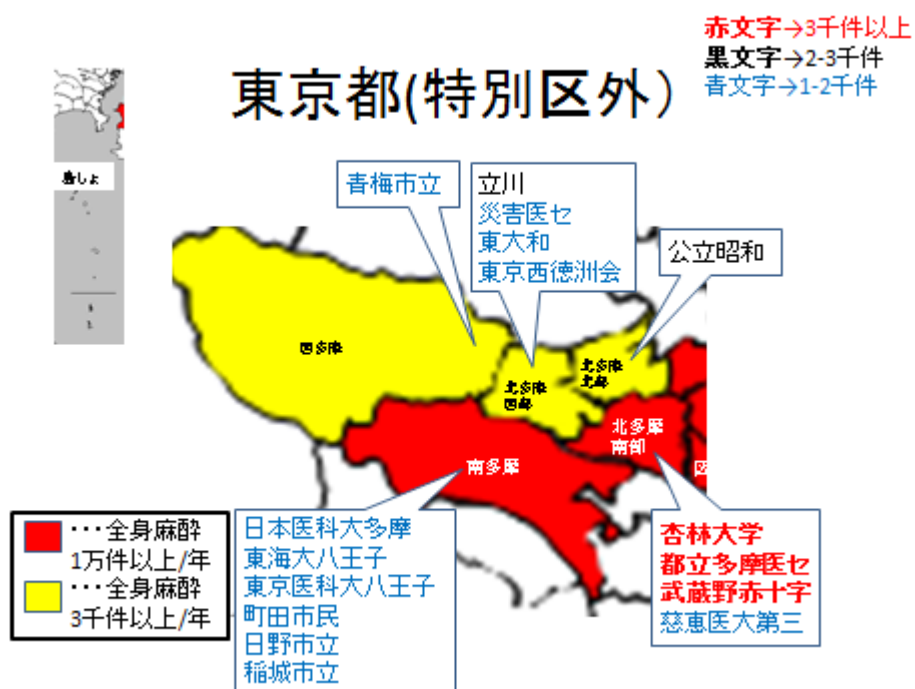 赤文字→3千件以上
黒文字→2-3千件
青文字→1-2千件
東京都(特別区外）
島しょ
青梅市立
立川
災害医セ
東大和
東京西徳洲会
公立昭和
西多摩
北多摩
西部
北多摩
北部
北多摩
南部
南多摩
区
･･･全身麻酔
1万件以上/年
･･･全身麻酔
3千件以上/年
日本医科大多摩
東海大八王子
東京医科大八王子
町田市民
日野市立
稲城市立
杏林大学
都立多摩医セ
武蔵野赤十字
慈恵医大第三